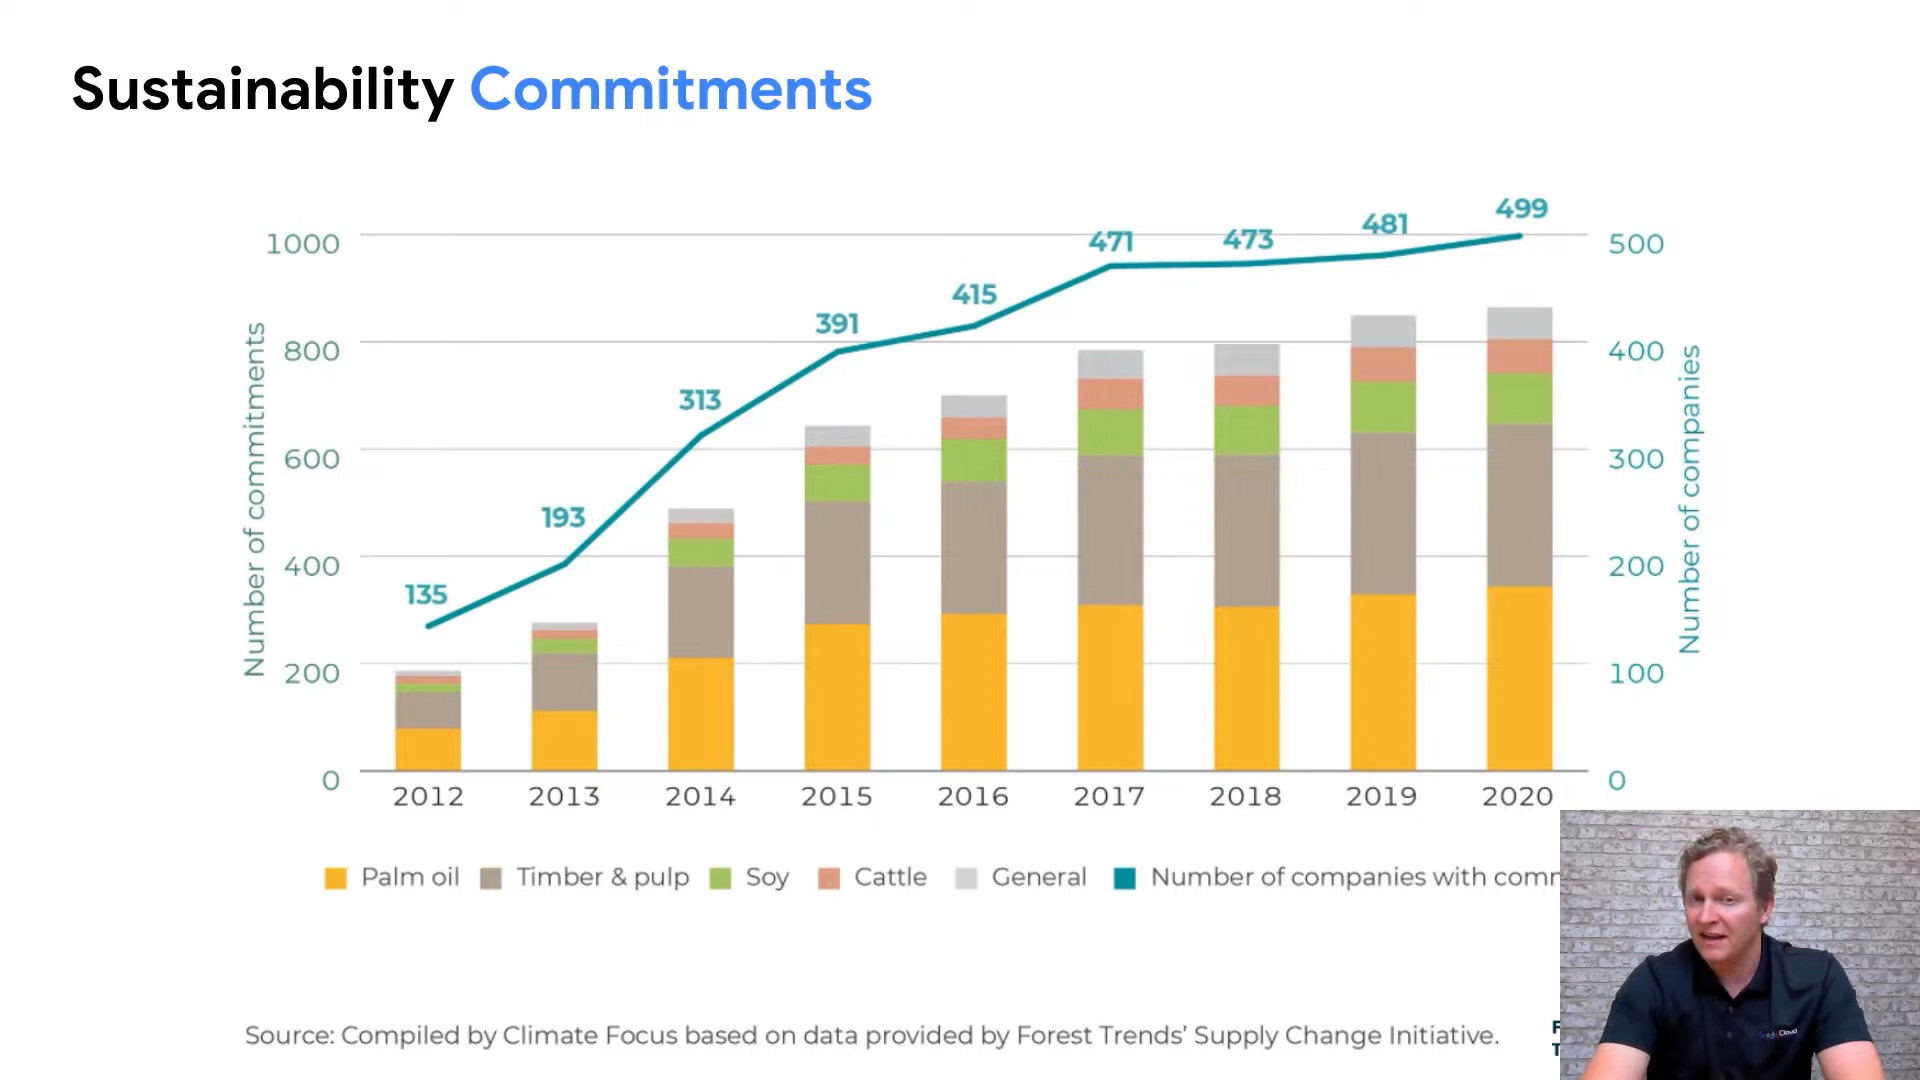 Sustainability Commitments
499
481
473
471
415
391
313
193
135
1000
800
600
400
200
0
Number of commitments
500
400
300
200
100
0
Number of companies
2012 2013 2014 2015 2016 2017 2018 2019 2020
Palm oil Timber & pulp Soy Cattle General Number of companies with comm
Source: Compiled by Climate Focus based on data provided by Forest Trends’ Supply Change Initiative.
F
T
Cloud